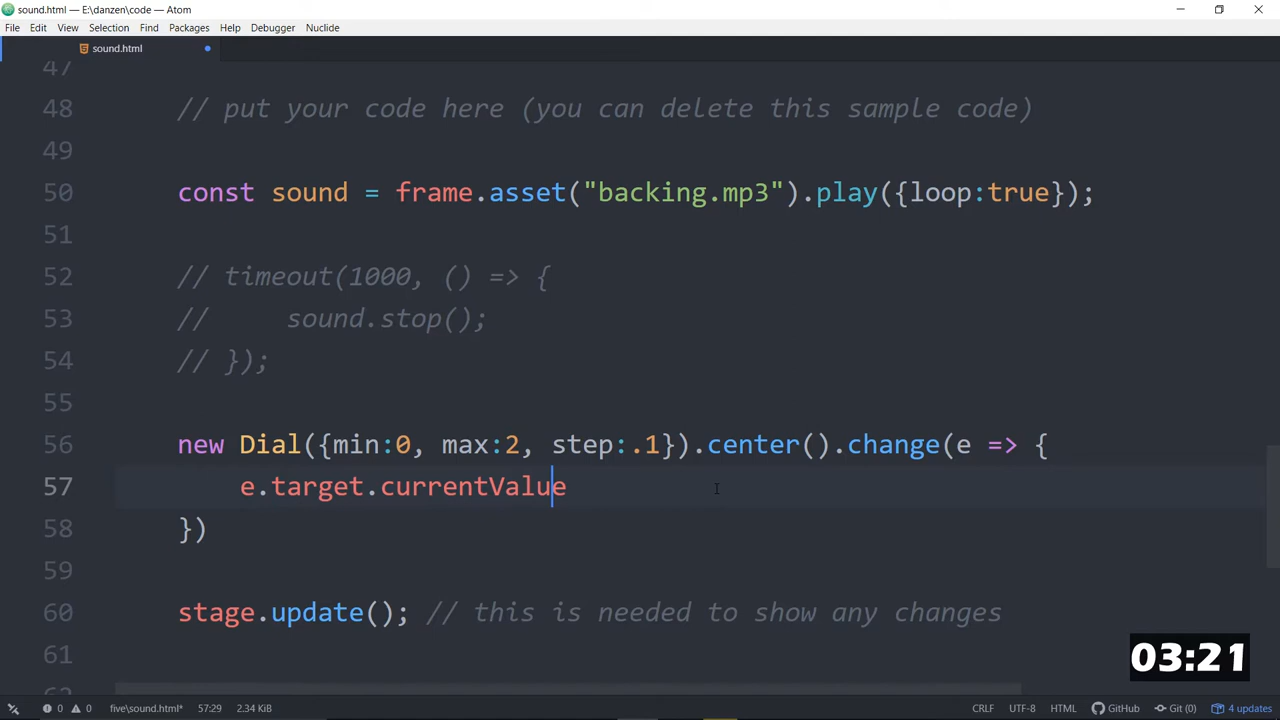 sound.html — E:\danzen\code — Atom
File Edit View Selection Find Packages Help Debugger Nuclide
sound.html
47
48 // put your code here (you can delete this sample code)
49
50 const sound = frame.asset("backing.mp3").play({loop:true});
51
52 // timeout(1000, () => {
53 //     sound.stop();
54 // });
55
56 new Dial({min:0, max:2, step:.1}).center().change(e => {
57 e.target.currentValue
58 })
59
60 stage.update(); // this is needed to show any changes
61
62
03:21
0 0 five\sound.html* 57:29 2.34 KiB CRLF UTF-8 HTML GitHub Git (0) 4 updates